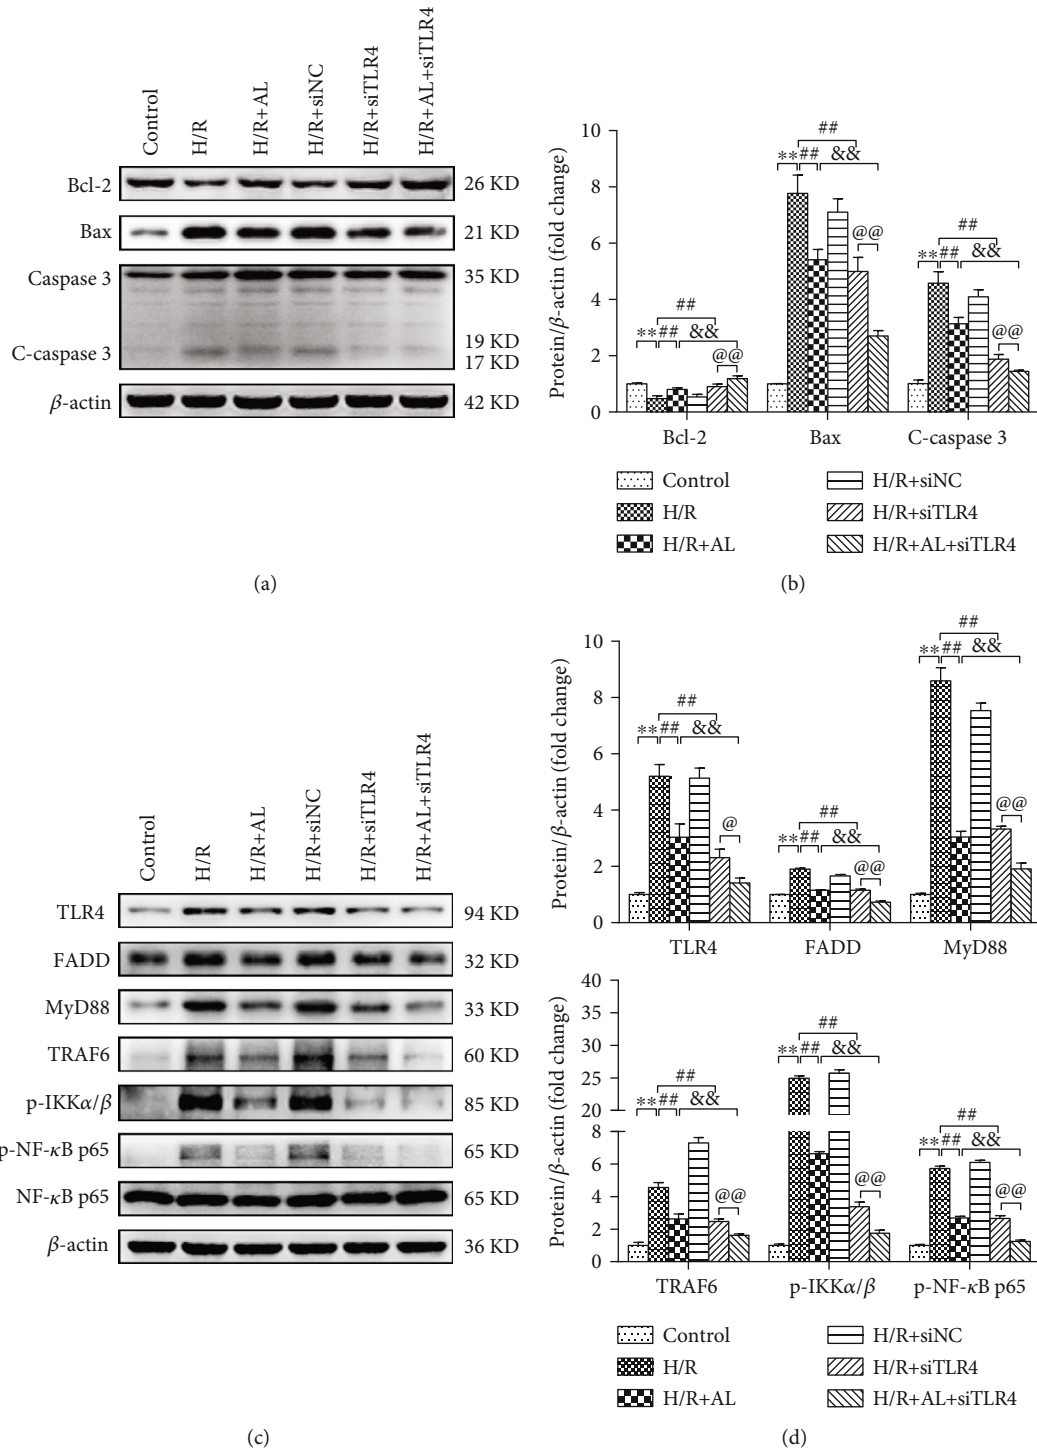 Control
H/R
H/R+AL
H/R+siNC
H/R+siTLR4
H/R+AL+siTLR4
Bcl-2 26 KD
Bax 21 KD
Caspase 3 35 KD
19 KD
C-caspase 3 17 KD
β-actin 42 KD
(a)
Protein/β-actin (fold change)
10
8
6
4
2
0
** ## && ## @@
** ## && ## @@
** ## && ## @@
Bcl-2 Bax C-caspase 3
Control H/R+siNC
H/R H/R+siTLR4
H/R+AL H/R+AL+siTLR4
(b)
Control
H/R
H/R+AL
H/R+siNC
H/R+siTLR4
H/R+AL+siTLR4
TLR4 94 KD
FADD 32 KD
MyD88 33 KD
TRAF6 60 KD
p-IKKα/β 85 KD
p-NF-κB p65 65 KD
NF-κB p65 65 KD
β-actin 36 KD
(c)
Protein/β-actin (fold change)
10
8
6
4
2
0
** ## && ## @
** ## && ## @@
** ## && ## @@
TLR4 FADD MyD88
Protein/β-actin (fold change)
40
35
30
25
20
8
6
4
2
0
** ## && ## @@
** ## && ## @@
** ## && ## @@
TRAF6 p-IKKα/β p-NF-κB p65
Control H/R+siNC
H/R H/R+siTLR4
H/R+AL H/R+AL+siTLR4
(d)